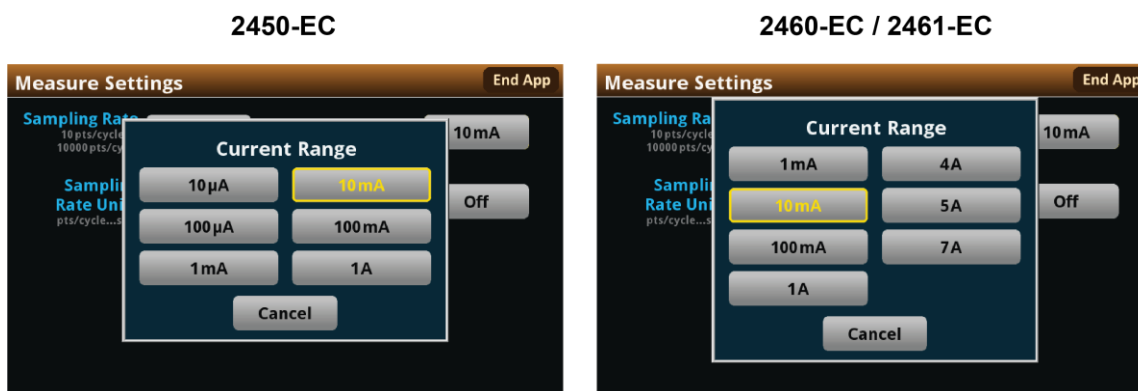 2450-EC
2460-EC / 2461-EC
Measure Settings
End App
Sampling Rate
10 pts/cycle
10000 pts/cy
10mA
Sampli
Rate Uni
pts/cycle...s
Off
Current Range
10µA
10mA
100µA
100mA
1mA
1A
Cancel
Measure Settings
End App
Sampling Ra
10 pts/cycle
10000 pts/cy
10mA
Sampli
Rate Uni
pts/cycle...s
Off
Current Range
1mA
4A
10mA
5A
100mA
7A
1A
Cancel